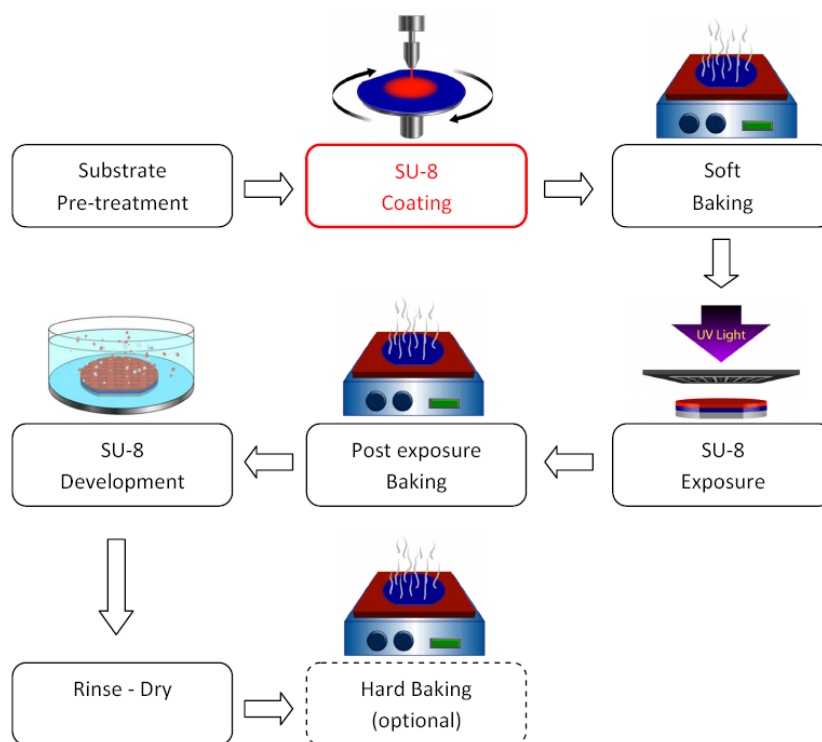 Substrate
Pre-treatment
SU-8
Coating
Soft
Baking
UV Light
SU-8
Exposure
Post exposure
Baking
SU-8
Development
Rinse - Dry
Hard Baking
(optional)